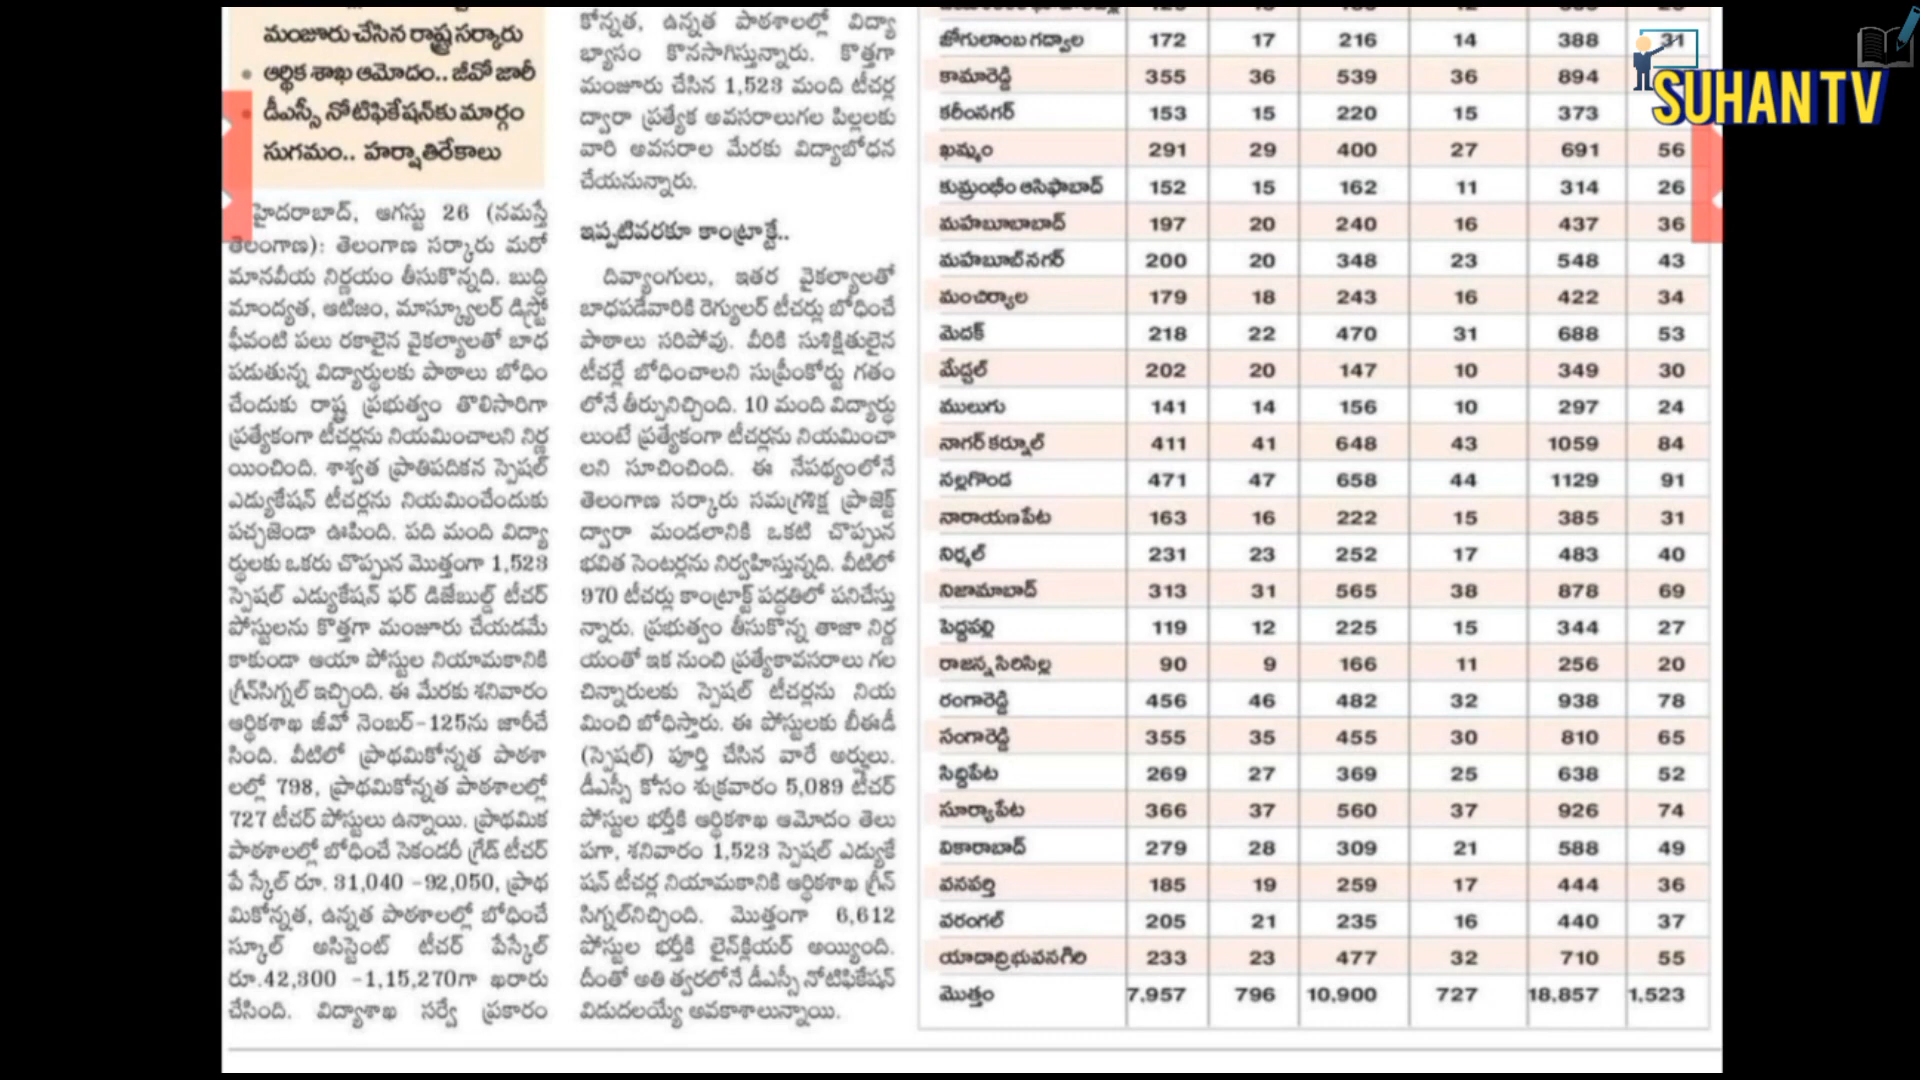 మంజూరుచేసిన రాష్ట్ర సర్కారు
ఆర్థిక శాఖ ఆమోదం.. జీవో జారీ
డీఎస్సీ నోటిఫికేషన్‌కు మార్గం
సుగమం.. హర్షాతిరేకాలు
హైదరాబాద్, ఆగస్టు 26 (నమస్తే
తెలంగాణ): తెలంగాణ సర్కారు మరో
మానవీయ నిర్ణయం తీసుకొన్నది. బుద్ధి
మాంద్యత, ఆటిజం, మాస్క్యూలర్ డిస్ట్రో
ఫీవంటి పలు రకాలైన వైకల్యాలతో బాధ
పడుతున్న విద్యార్థులకు పాఠాలు బోధిం
చేందుకు రాష్ట్ర ప్రభుత్వం తొలిసారిగా
ప్రత్యేకంగా టీచర్లను నియమించాలని నిర్ణ
యించింది. శాశ్వత ప్రాతిపదికన స్పెషల్
ఎడ్యుకేషన్ టీచర్లను నియమించేందుకు
పచ్చజెండా ఊపింది. పది మంది విద్యా
ర్థులకు ఒకరు చొప్పున మొత్తంగా 1,523
స్పెషల్ ఎడ్యుకేషన్ ఫర్ డిజేబుల్డ్ టీచర్
పోస్టులను కొత్తగా మంజూరు చేయడమే
కాకుండా ఆయా పోస్టుల నియామకానికి
గ్రీన్‌సిగ్నల్ ఇచ్చింది. ఈ మేరకు శనివారం
ఆర్థికశాఖ జీవో నెంబర్-125ను జారీచే
సింది. వీటిలో ప్రాథమికోన్నత పాఠశా
లల్లో 798, ప్రాథమికోన్నత పాఠశాలల్లో
727 టీచర్ పోస్టులు ఉన్నాయి. ప్రాథమిక
పాఠశాలల్లో బోధించే సెకండరీ గ్రేడ్ టీచర్
పే స్కేల్ రూ. 31,040 -92,050, ప్రాథ
మికోన్నత, ఉన్నత పాఠశాలల్లో బోధించే
స్కూల్ అసిస్టెంట్ టీచర్ పేస్కేల్
రూ.42,300 -1,15,270గా ఖరారు
చేసింది. విద్యాశాఖ సర్వే ప్రకారం
కోన్నత, ఉన్నత పాఠశాలల్లో విద్యా
భ్యాసం కొనసాగిస్తున్నారు. కొత్తగా
మంజూరు చేసిన 1,523 మంది టీచర్ల
ద్వారా ప్రత్యేక అవసరాలుగల పిల్లలకు
వారి అవసరాల మేరకు విద్యాబోధన
చేయనున్నారు.
ఇప్పటివరకూ కాంట్రాక్టే..
దివ్యాంగులు, ఇతర వైకల్యాలతో
బాధపడేవారికి రెగ్యులర్ టీచర్లు బోధించే
పాఠాలు సరిపోవు. వీరికి సుశిక్షితులైన
టీచర్లే బోధించాలని సుప్రీంకోర్టు గతం
లోనే తీర్పునిచ్చింది. 10 మంది విద్యార్థు
లుంటే ప్రత్యేకంగా టీచర్లను నియమించా
లని సూచించింది. ఈ నేపథ్యంలోనే
తెలంగాణ సర్కారు సమగ్రశిక్ష ప్రాజెక్ట్
ద్వారా మండలానికి ఒకటి చొప్పున
భవిత సెంటర్లను నిర్వహిస్తున్నది. వీటిలో
970 టీచర్లు కాంట్రాక్ట్ పద్ధతిలో పనిచేస్తు
న్నారు. ప్రభుత్వం తీసుకొన్న తాజా నిర్ణ
యంతో ఇక నుంచి ప్రత్యేకావసరాలు గల
చిన్నారులకు స్పెషల్ టీచర్లను నియ
మించి బోధిస్తారు. ఈ పోస్టులకు బీఈడీ
(స్పెషల్) పూర్తి చేసిన వారే అర్హులు.
డీఎస్సీ కోసం శుక్రవారం 5,089 టీచర్
పోస్టుల భర్తీకి ఆర్థికశాఖ ఆమోదం తెలు
పగా, శనివారం 1,523 స్పెషల్ ఎడ్యుకే
షన్ టీచర్ల నియామకానికి ఆర్థికశాఖ గ్రీన్
సిగ్నల్‌నిచ్చింది. మొత్తంగా 6,612
పోస్టుల భర్తీకి లైన్‌క్లియర్ అయ్యింది.
దీంతో అతి త్వరలోనే డీఎస్సీ నోటిఫికేషన్
విడుదలయ్యే అవకాశాలున్నాయి.
జోగులాంబ గద్వాల 172 17 216 14 388 31
కామారెడ్డి 355 36 539 36 894
కరీంనగర్ 153 15 220 15 373
ఖమ్మం 291 29 400 27 691 56
కుమ్రంభీం ఆసిఫాబాద్ 152 15 162 11 314 26
మహబూబాబాద్ 197 20 240 16 437 36
మహబూబ్ నగర్ 200 20 348 23 548 43
మంచిర్యాల 179 18 243 16 422 34
మెదక్ 218 22 470 31 688 53
మేడ్చల్ 202 20 147 10 349 30
ములుగు 141 14 156 10 297 24
నాగర్ కర్నూల్ 411 41 648 43 1059 84
నల్లగొండ 471 47 658 44 1129 91
నారాయణపేట 163 16 222 15 385 31
నిర్మల్ 231 23 252 17 483 40
నిజామాబాద్ 313 31 565 38 878 69
పెద్దపల్లి 119 12 225 15 344 27
రాజన్న సిరిసిల్ల 90 9 166 11 256 20
రంగారెడ్డి 456 46 482 32 938 78
సంగారెడ్డి 355 35 455 30 810 65
సిద్దిపేట 269 27 369 25 638 52
సూర్యాపేట 366 37 560 37 926 74
వికారాబాద్ 279 28 309 21 588 49
వనపర్తి 185 19 259 17 444 36
వరంగల్ 205 21 235 16 440 37
యాదాద్రి భువనగిరి 233 23 477 32 710 55
మొత్తం 7,957 796 10,900 727 18,857 1,523
SUHAN TV